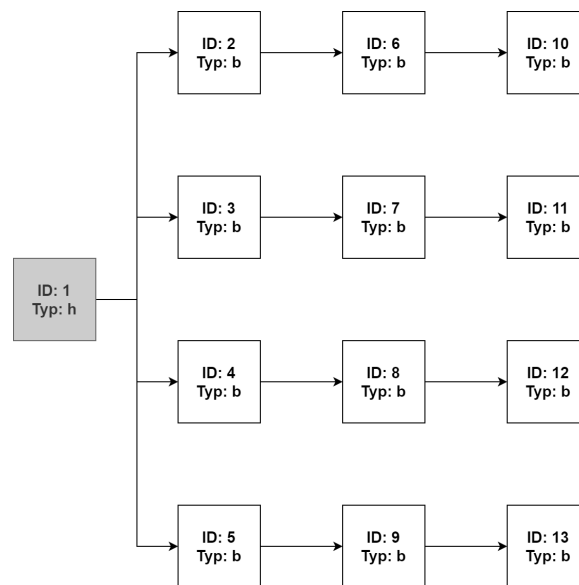 ID: 2
Typ: b
ID: 6
Typ: b
ID: 10
Typ: b
ID: 3
Typ: b
ID: 7
Typ: b
ID: 11
Typ: b
ID: 1
Typ: h
ID: 4
Typ: b
ID: 8
Typ: b
ID: 12
Typ: b
ID: 5
Typ: b
ID: 9
Typ: b
ID: 13
Typ: b